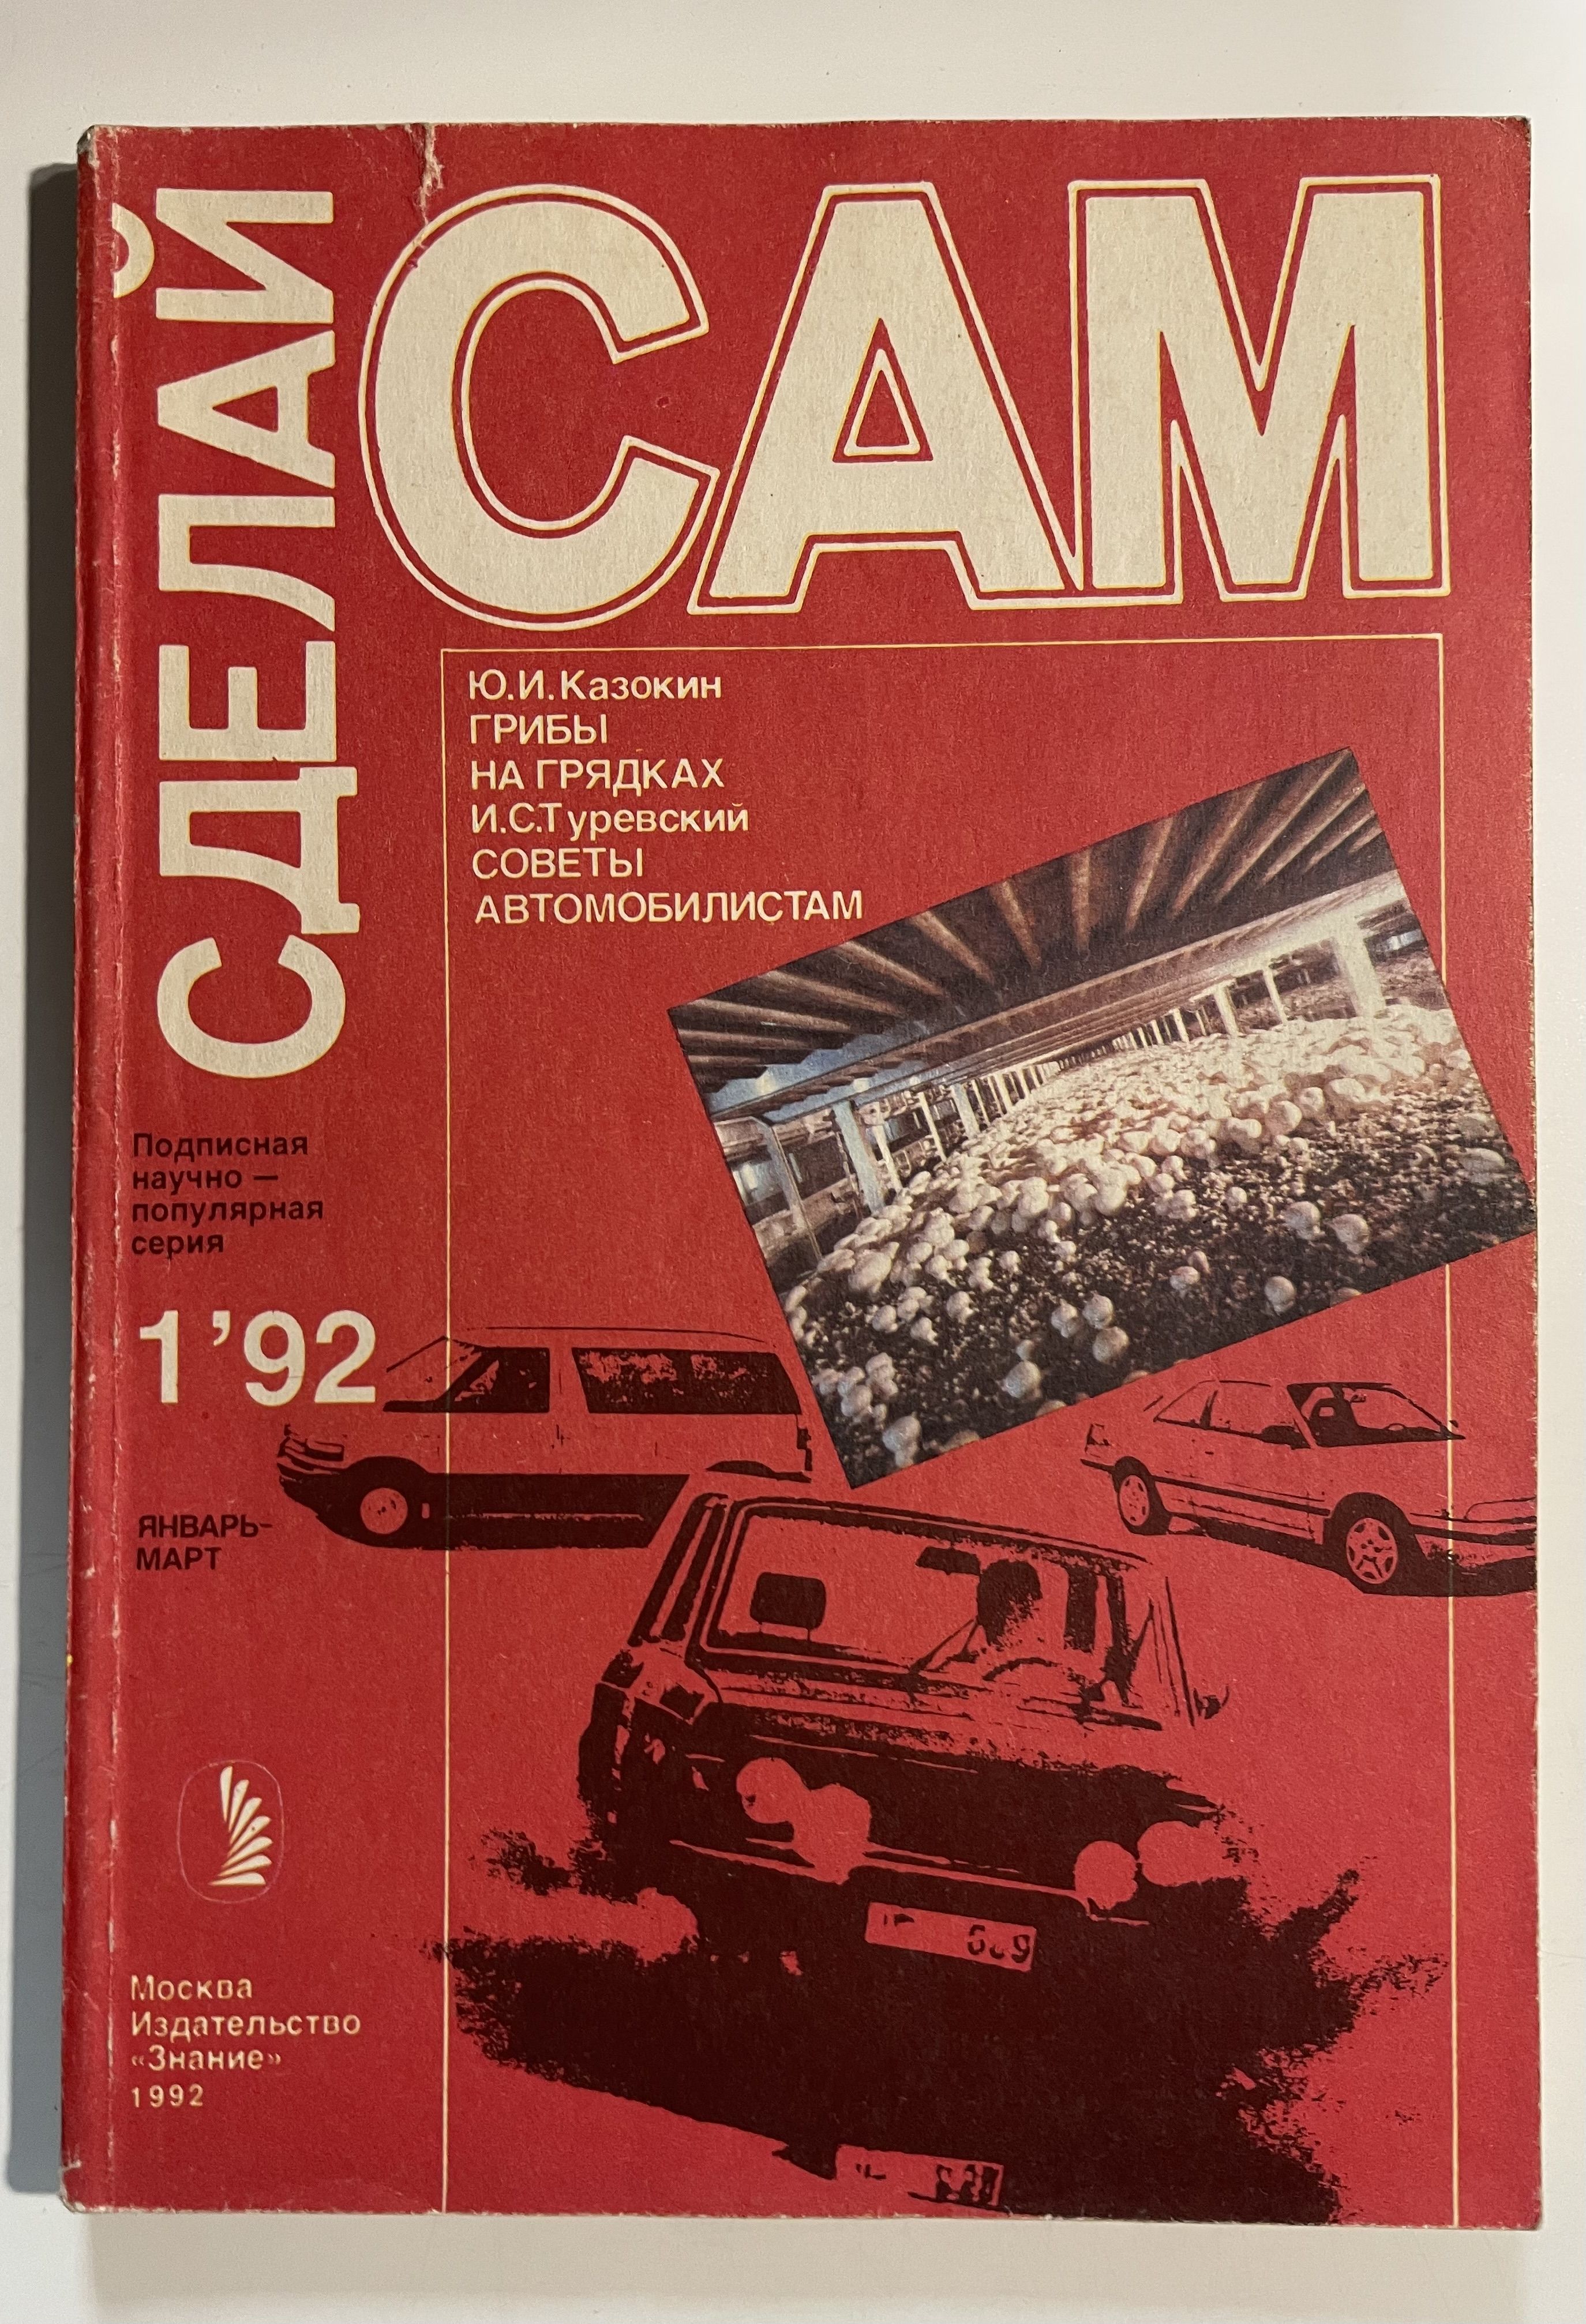 СДЕЛАЙ
САМ
Ю.И.Казокин
ГРИБЫ
НА ГРЯДКАХ
И.С.Туревский
СОВЕТЫ
АВТОМОБИЛИСТАМ
Подписная
научно —
популярная
серия
1’92
ЯНВАРЬ-
МАРТ
Москва
Издательство
«Знание»
1992